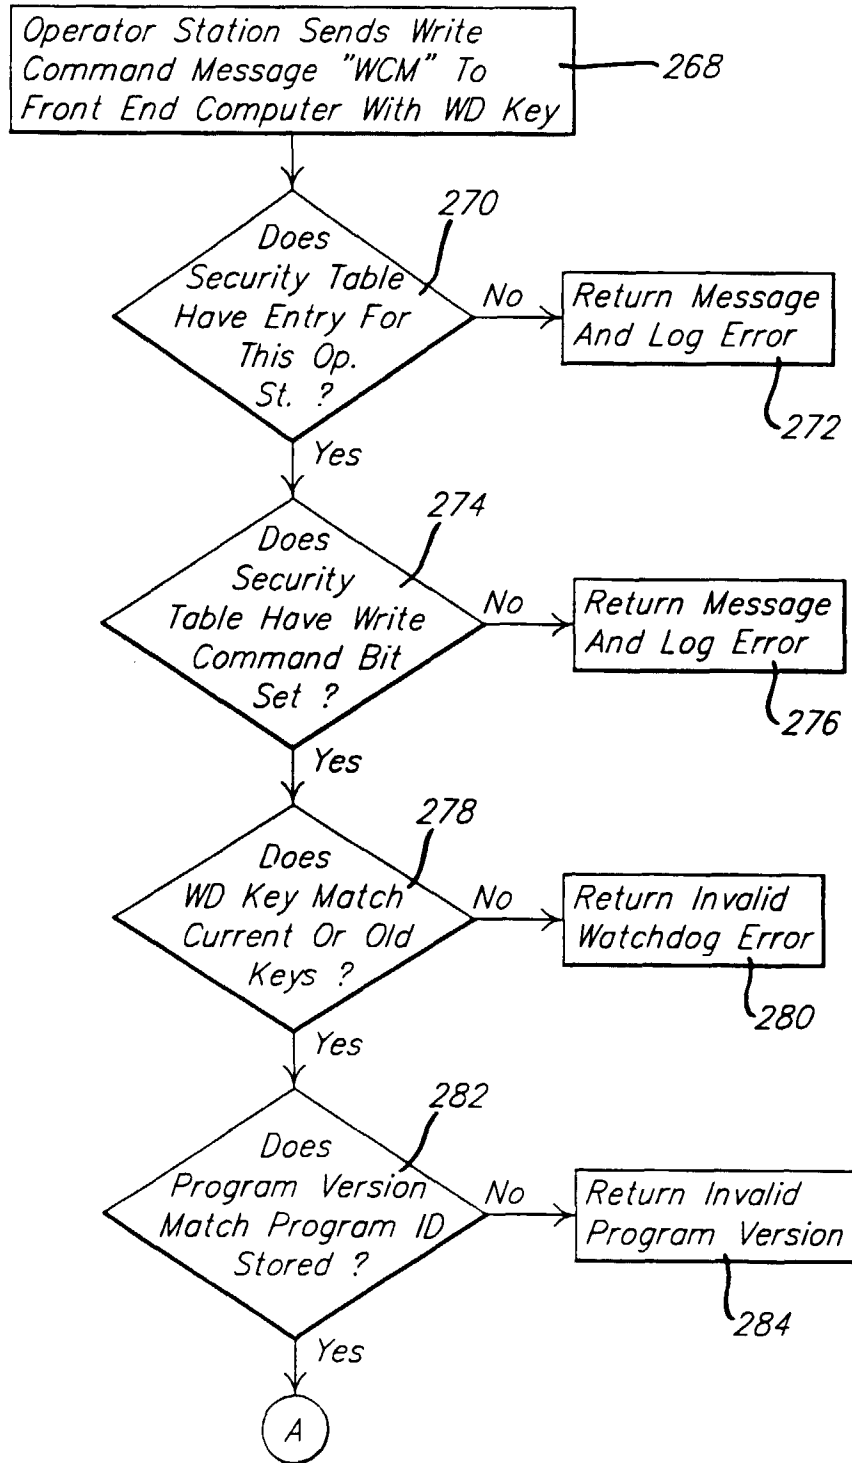 Operator Station Sends Write
Command Message "WCM" To
Front End Computer With WD Key
268
270
Does
Security Table
Have Entry For
This Op.
St. ?
No
Return Message
And Log Error
272
Yes
274
Does
Security
Table Have Write
Command Bit
Set ?
No
Return Message
And Log Error
276
Yes
278
Does
WD Key Match
Current Or Old
Keys ?
No
Return Invalid
Watchdog Error
280
Yes
282
Does
Program Version
Match Program ID
Stored ?
No
Return Invalid
Program Version
284
Yes
A